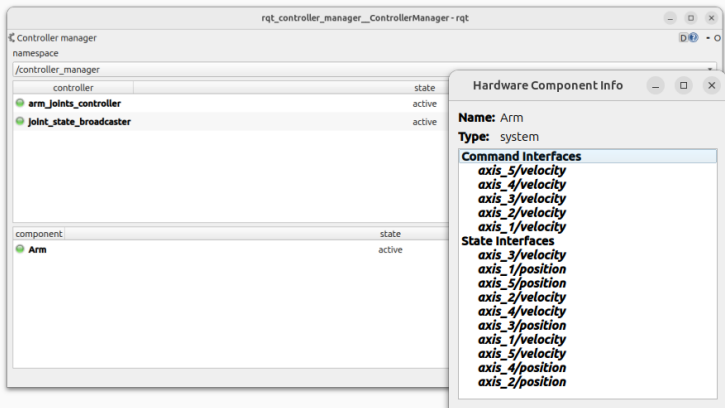 rqt_controller_manager__ControllerManager - rqt
Controller manager
D
- O
namespace
/controller_manager
controller state
arm_joints_controller active
joint_state_broadcaster active
component state
Arm active
Hardware Component Info
Name: Arm
Type: system
Command Interfaces
axis_5/velocity
axis_4/velocity
axis_3/velocity
axis_2/velocity
axis_1/velocity
State Interfaces
axis_3/velocity
axis_1/position
axis_5/position
axis_2/velocity
axis_4/velocity
axis_3/position
axis_1/velocity
axis_5/velocity
axis_4/position
axis_2/position